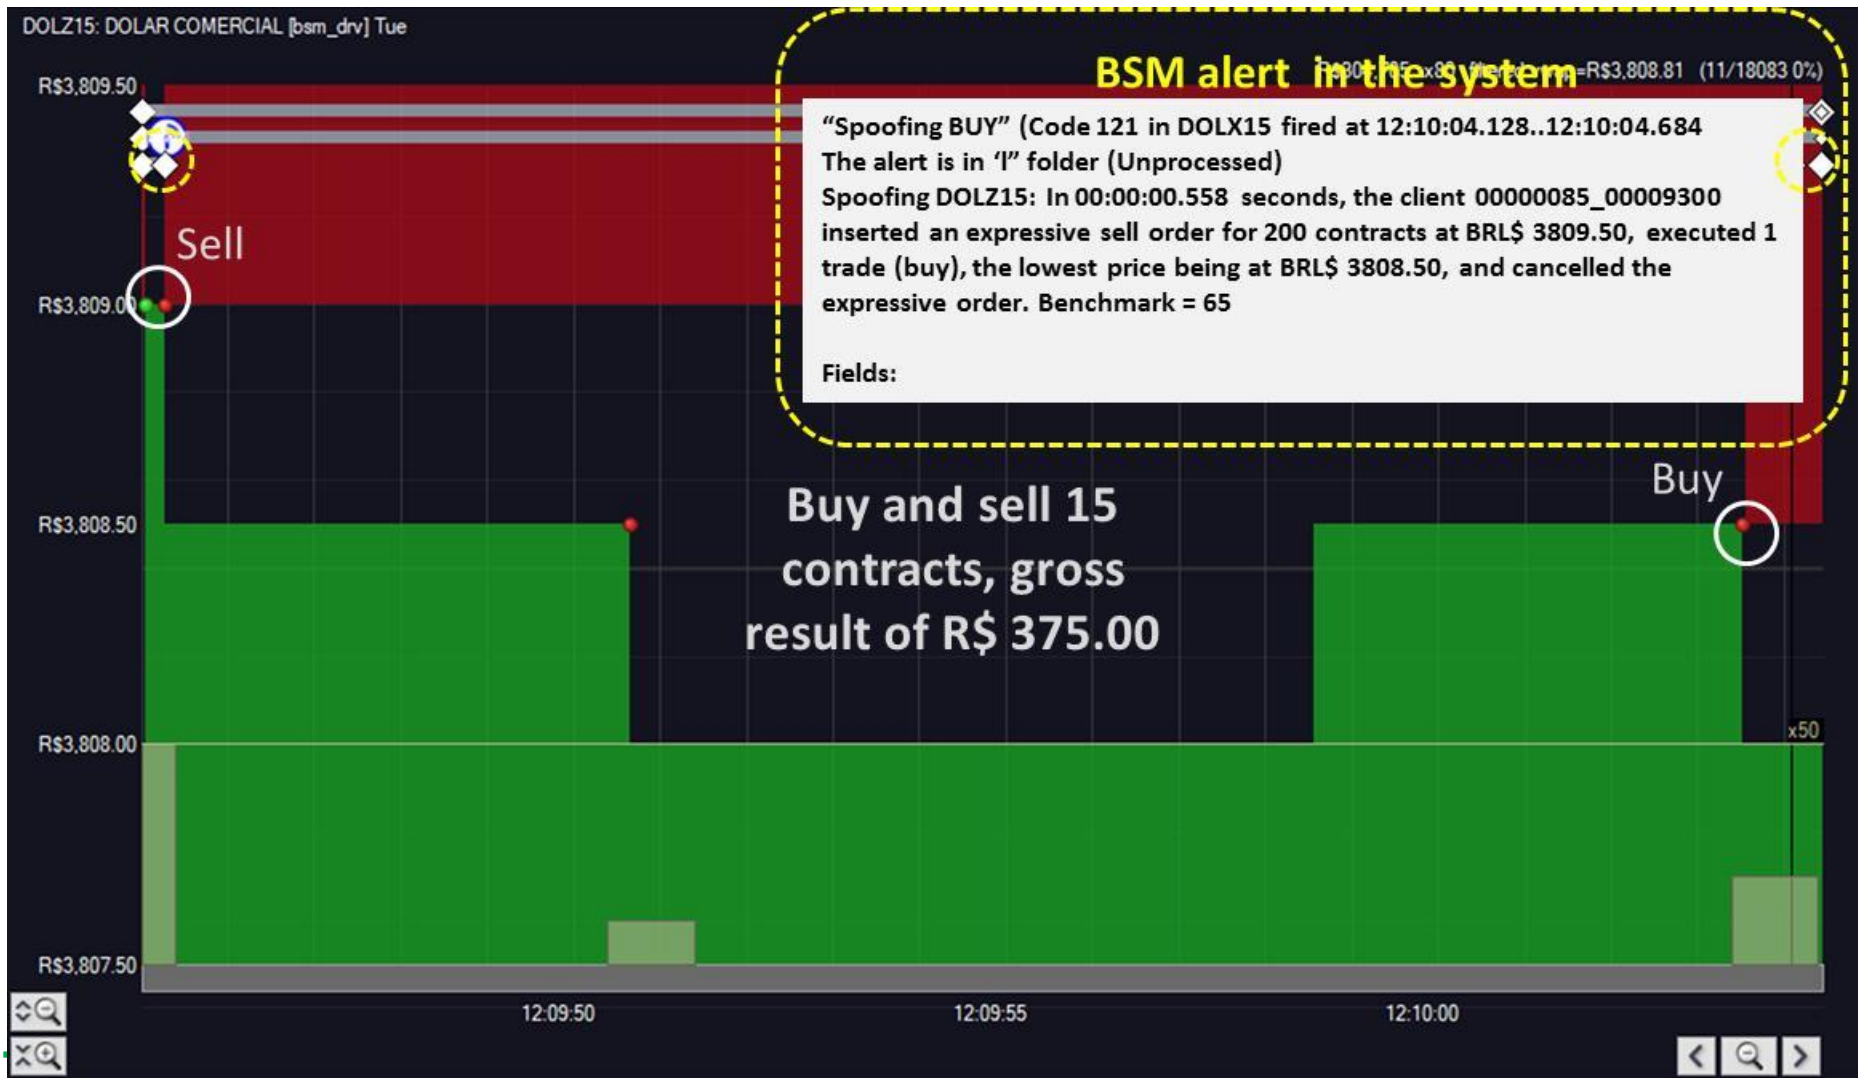 DOLZ15: DOLAR COMERCIAL [bsm_drv] Tue
BSM alert in the system
=R$3,808.81 (11/18083 0%)
R$3,809.50
“Spoofing BUY” (Code 121 in DOLX15 fired at 12:10:04.128..12:10:04.684
The alert is in ‘l” folder (Unprocessed)
Spoofing DOLZ15: In 00:00:00.558 seconds, the client 00000085_00009300
inserted an expressive sell order for 200 contracts at BRL$ 3809.50, executed 1
trade (buy), the lowest price being at BRL$ 3808.50, and cancelled the
expressive order. Benchmark = 65
Fields:
Sell
R$3,809.00
Buy
R$3,808.50
Buy and sell 15
contracts, gross
result of R$ 375.00
R$3,808.00
x50
R$3,807.50
12:09:50
12:09:55
12:10:00